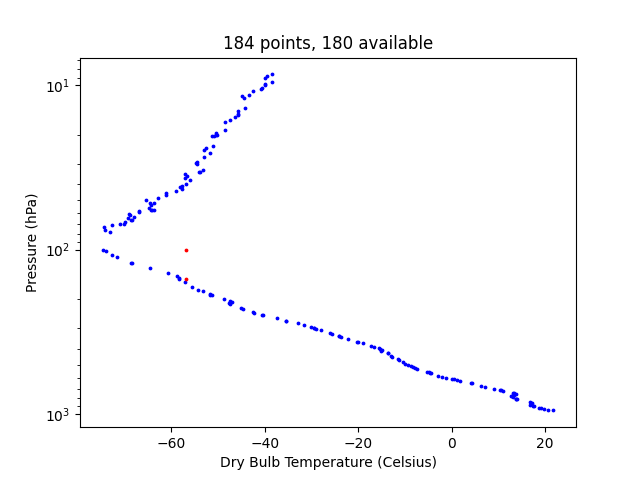 184 points, 180 available
Pressure (hPa)
10¹
10²
10³
−60 −40 −20 0 20
Dry Bulb Temperature (Celsius)